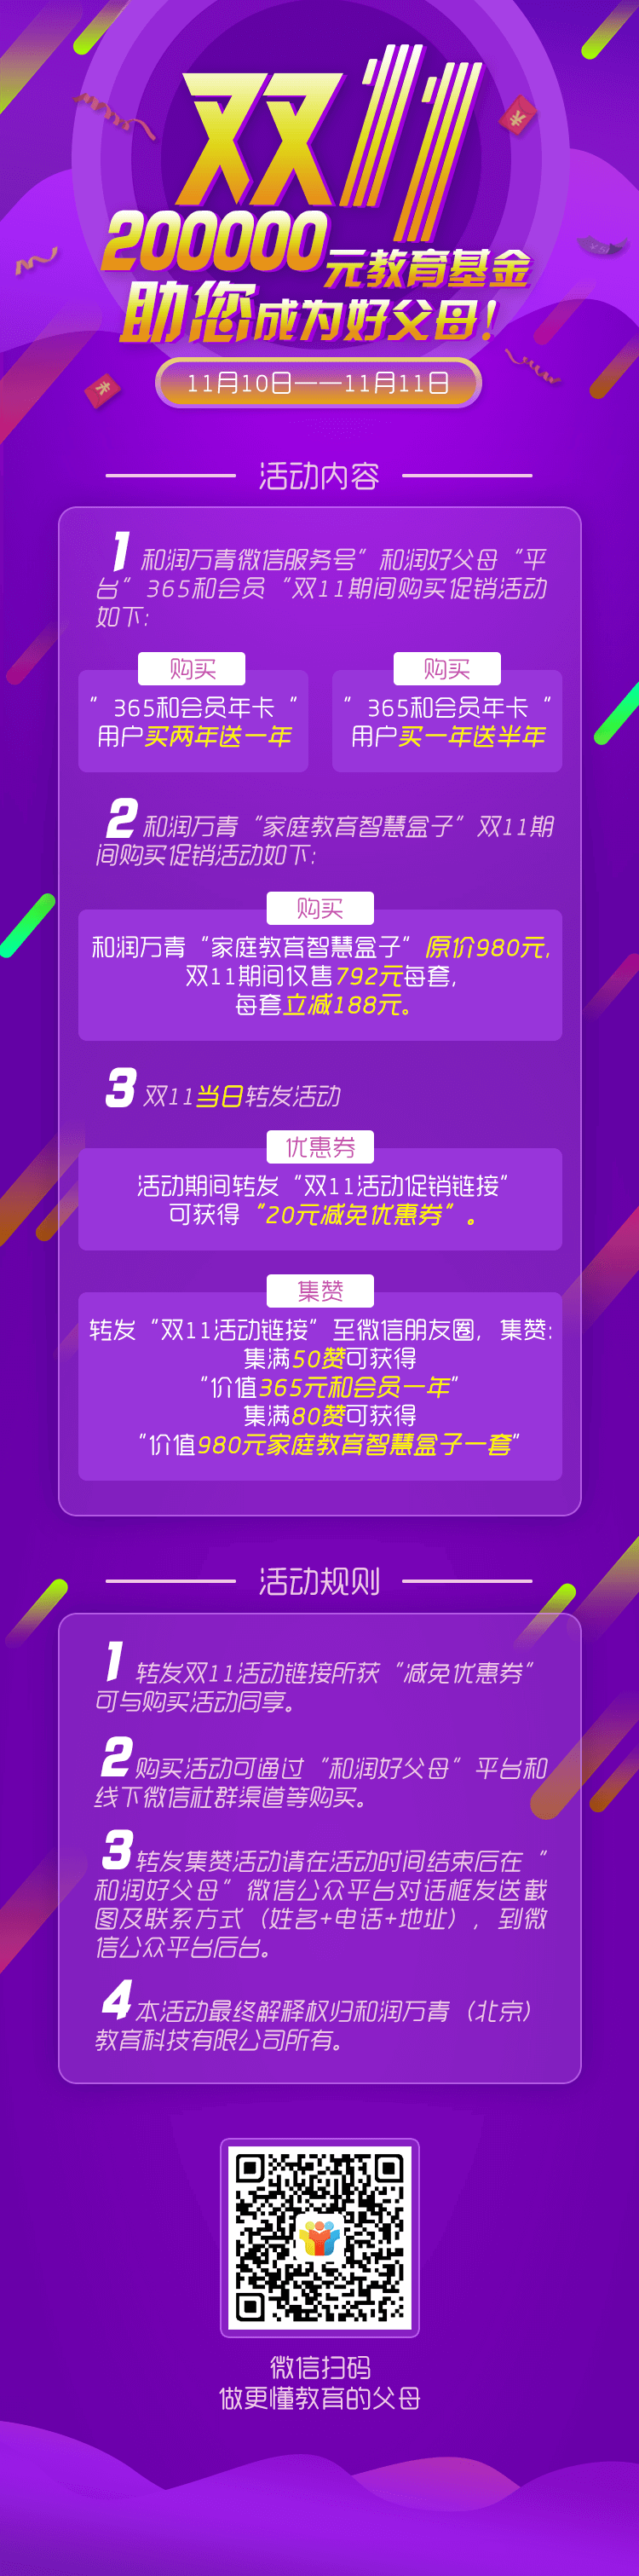 双11
200000元教育基金
助您成为好父母!
11月10日——11月11日
活动内容
1 和润万青微信服务号”和润好父母“平
台”365和会员“双11期间购买促销活动
如下:
购买
”365和会员年卡“
用户买两年送一年
购买
”365和会员年卡“
用户买一年送半年
2 和润万青“家庭教育智慧盒子”双11期
间购买促销活动如下:
购买
和润万青“家庭教育智慧盒子”原价980元,
双11期间仅售792元每套,
每套立减188元。
3 双11当日转发活动
优惠券
活动期间转发“双11活动促销链接”
可获得“20元减免优惠券”。
集赞
转发“双11活动链接”至微信朋友圈，集赞:
集满50赞可获得
“价值365元和会员一年”
集满80赞可获得
“价值980元家庭教育智慧盒子一套”
活动规则
1 转发双11活动链接所获“减免优惠券”
可与购买活动同享。
2 购买活动可通过“和润好父母”平台和
线下微信社群渠道等购买。
3 转发集赞活动请在活动时间结束后在“
和润好父母”微信公众平台对话框发送截
图及联系方式（姓名+电话+地址），到微
信公众平台后台。
4 本活动最终解释权归和润万青（北京）
教育科技有限公司所有。
微信扫码
做更懂教育的父母